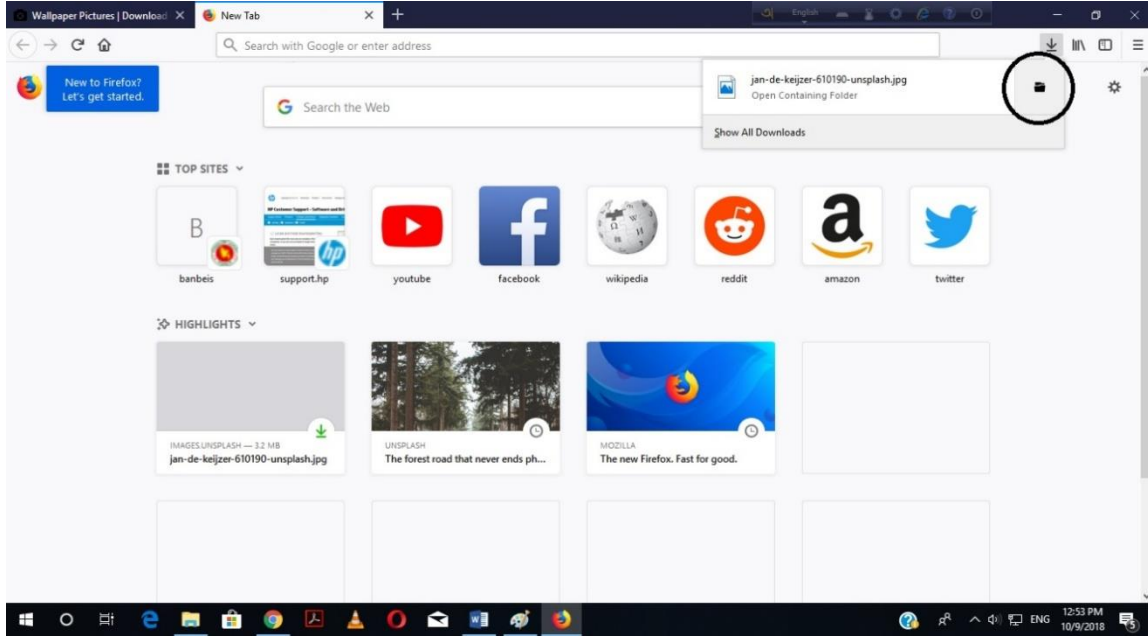 Wallpaper Pictures | Download
New Tab
English
Search with Google or enter address
New to Firefox?
Let's get started.
Search the Web
jan-de-keijzer-610190-unsplash.jpg
Open Containing Folder
Show All Downloads
TOP SITES
B
hp
a
banbeis
support.hp
youtube
facebook
wikipedia
reddit
amazon
twitter
HIGHLIGHTS
IMAGES.UNSPLASH — 3.2 MB
jan-de-keijzer-610190-unsplash.jpg
UNSPLASH
The forest road that never ends ph...
MOZILLA
The new Firefox. Fast for good.
ENG
12:53 PM
10/9/2018
5